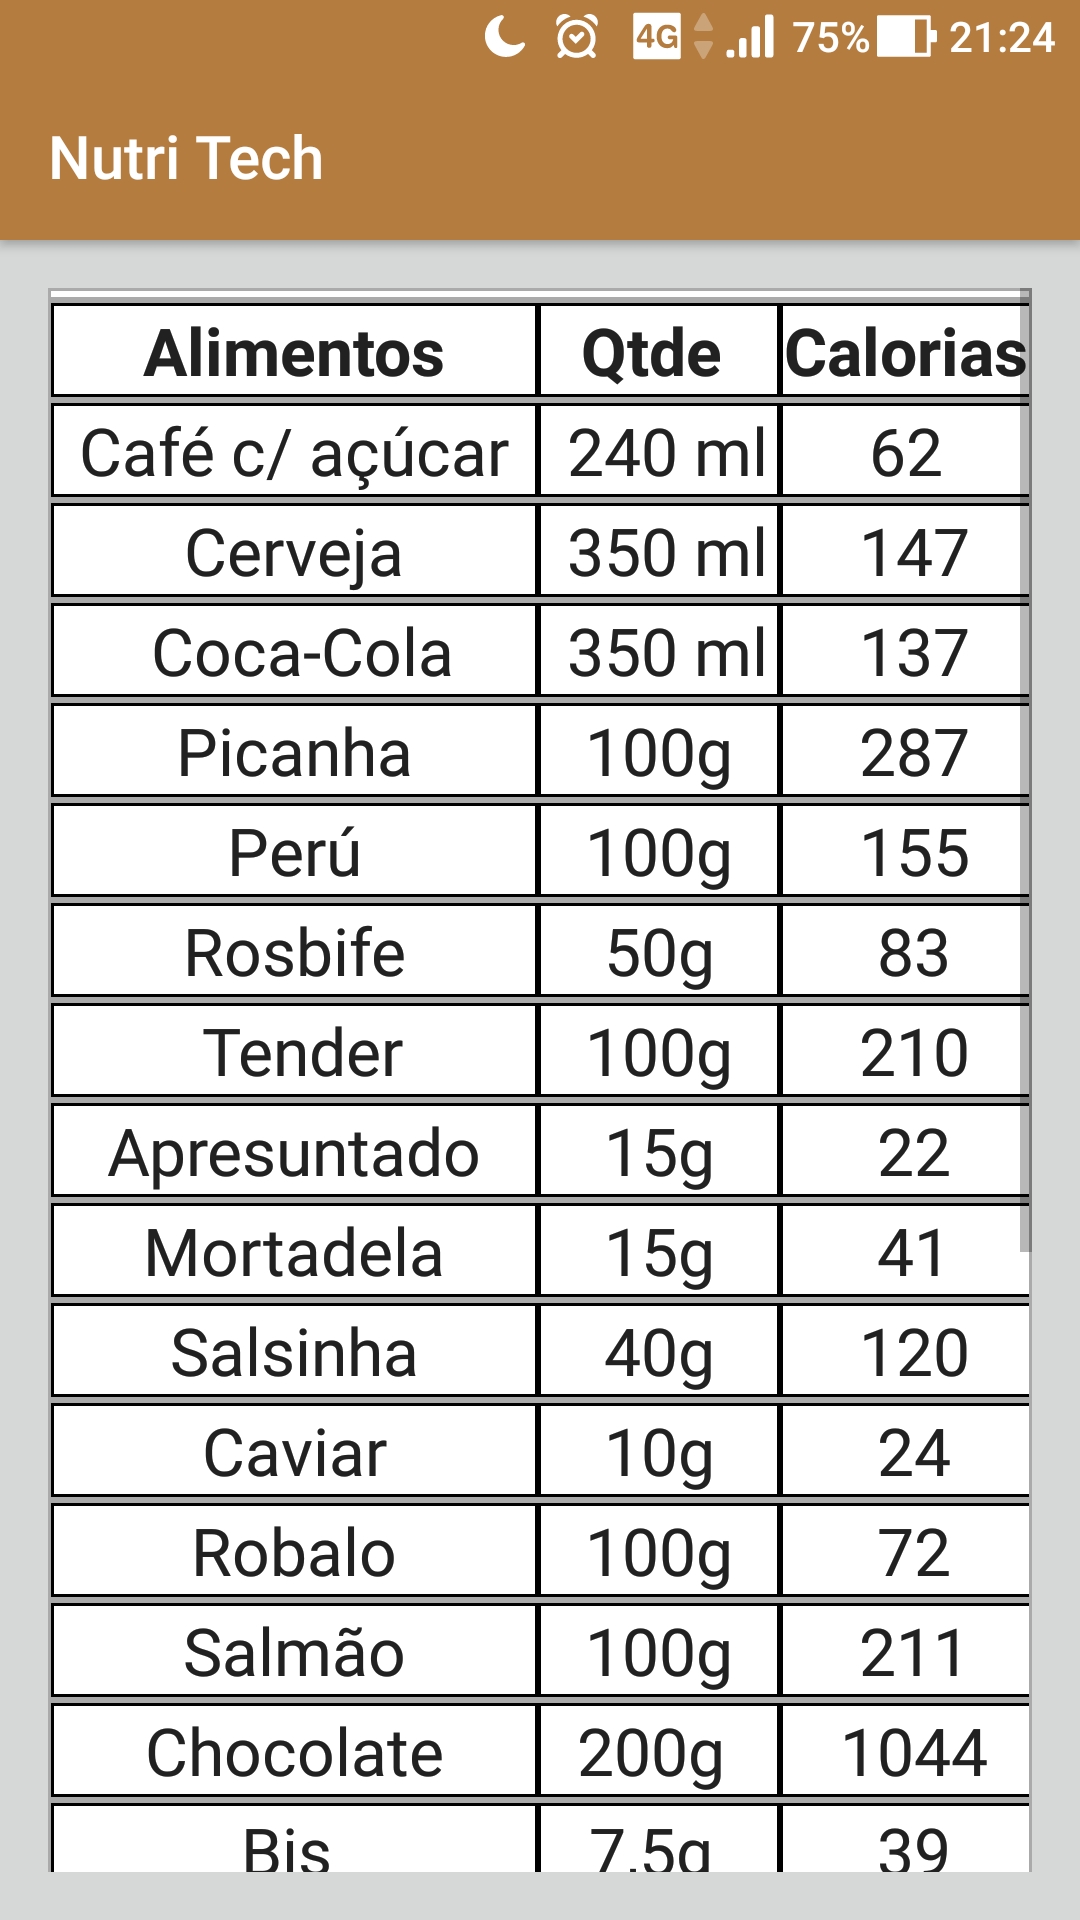 4G 75% 21:24
Nutri Tech
Alimentos Qtde Calorias
Café c/ açúcar 240 ml 62
Cerveja 350 ml 147
Coca-Cola 350 ml 137
Picanha 100g 287
Perú 100g 155
Rosbife 50g 83
Tender 100g 210
Apresuntado 15g 22
Mortadela 15g 41
Salsinha 40g 120
Caviar 10g 24
Robalo 100g 72
Salmão 100g 211
Chocolate 200g 1044
Bis 7,5g 39